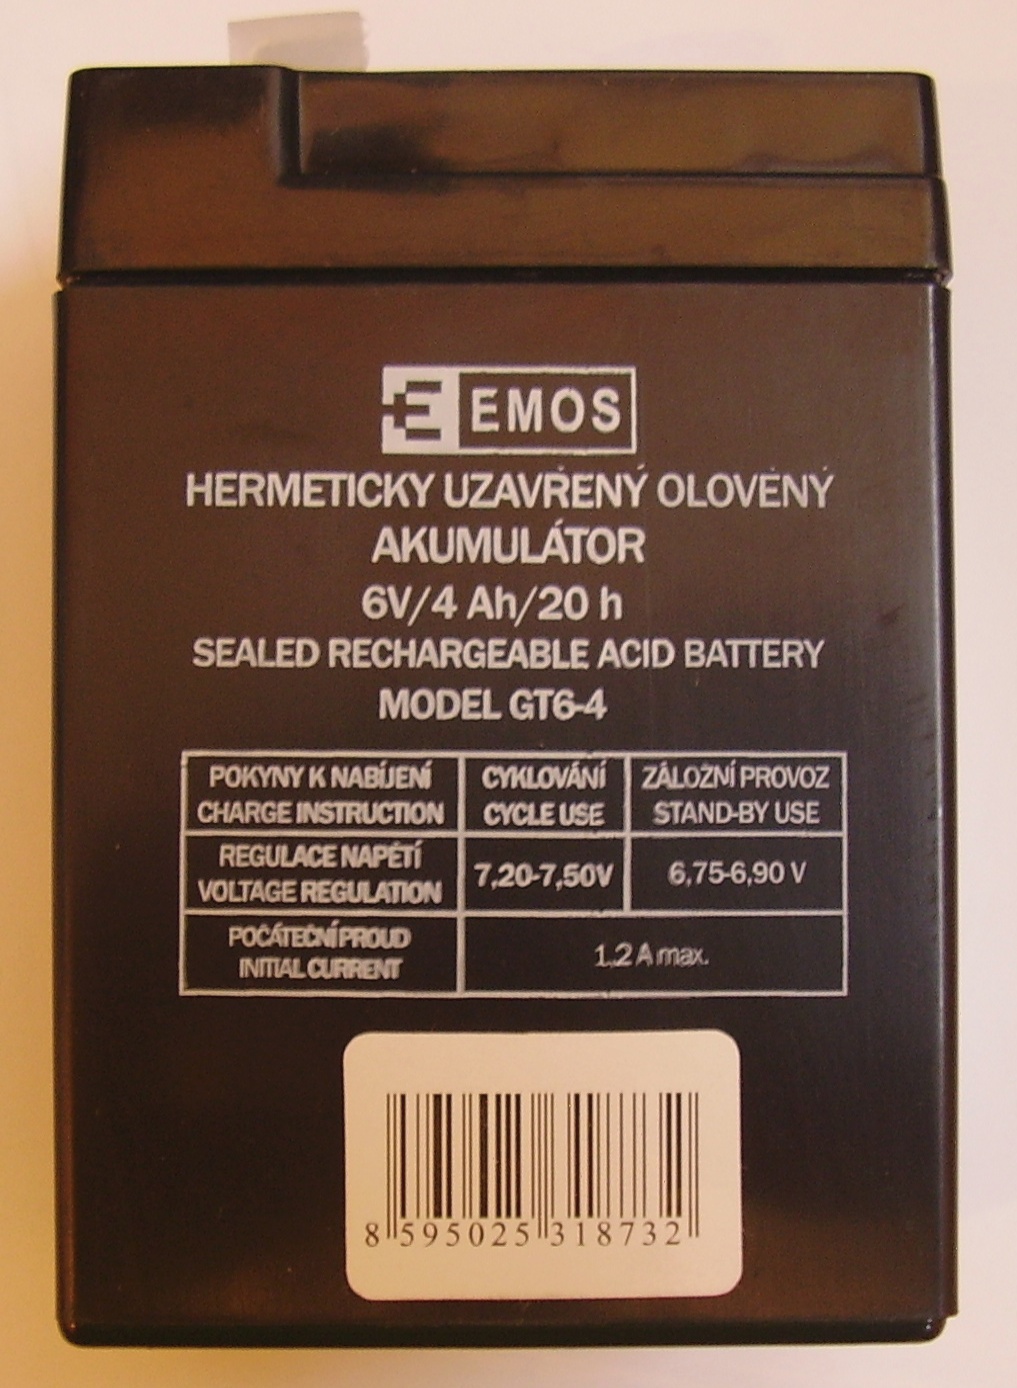 EMOS
HERMETICKY UZAVŘENÝ OLOVĚNÝ
AKUMULÁTOR
6V/4 Ah/20 h
SEALED RECHARGEABLE ACID BATTERY
MODEL GT6-4
POKYNY K NABÍJENÍ
CHARGE INSTRUCTION
CYKLOVÁNÍ
CYCLE USE
ZÁLOŽNÍ PROVOZ
STAND-BY USE
REGULACE NAPĚTÍ
VOLTAGE REGULATION
7,20-7,50V
6,75-6,90 V
POČÁTEČNÍ PROUD
INITIAL CURRENT
1.2 A max.
8 595025 318732